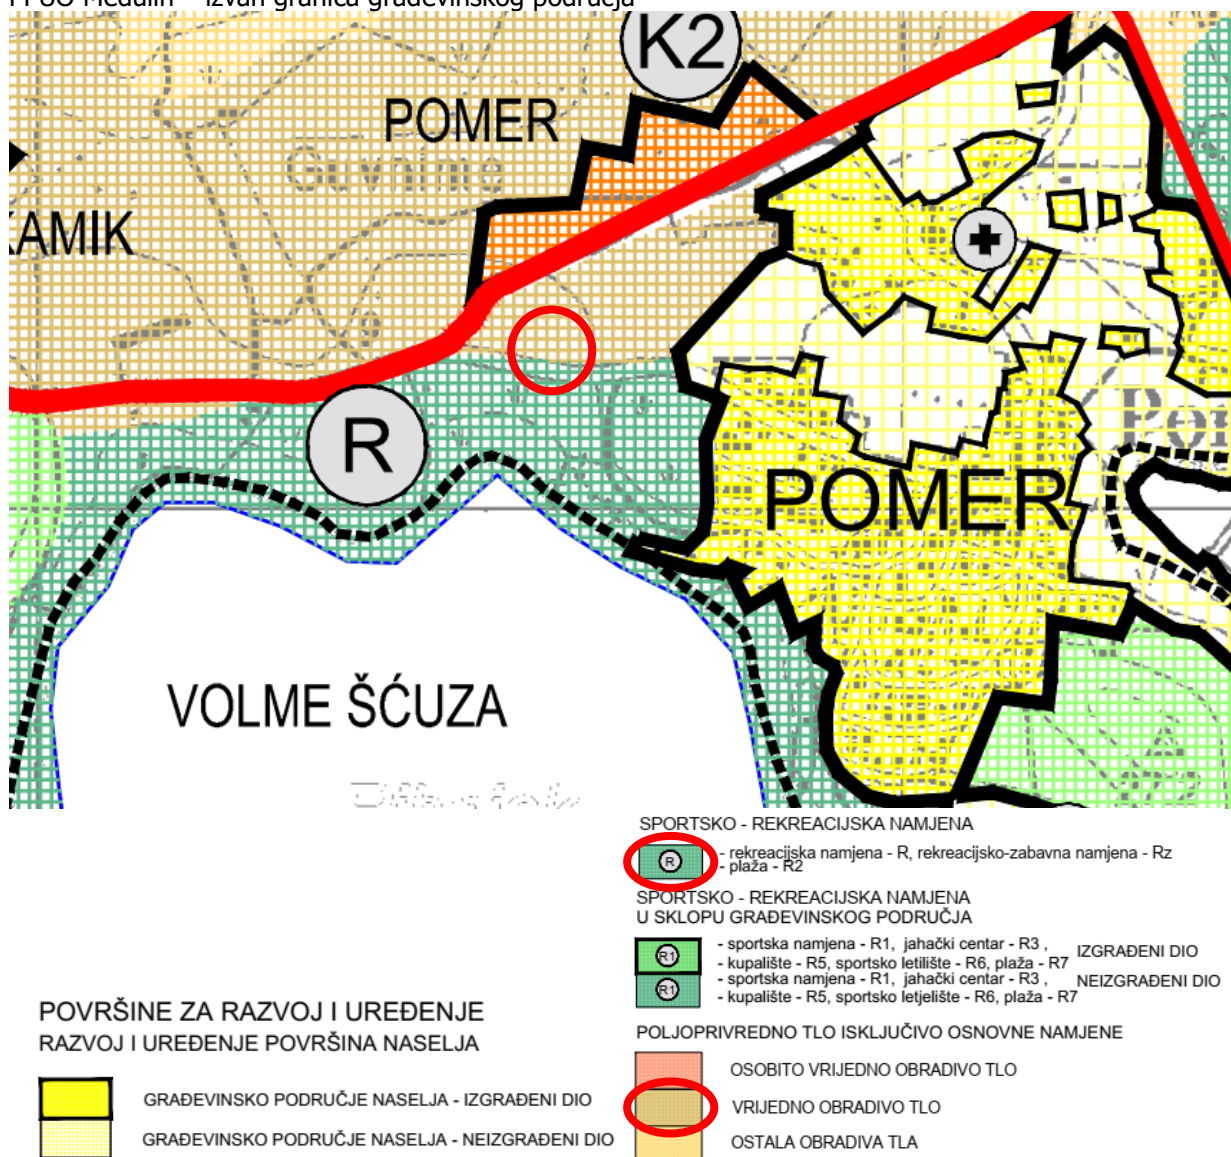 PPUO Medulin – izvan granica građevinskog područja
K2
POMER
KAMIK
R
POMER
VOLME ŠĆUZA
SPORTSKO - REKREACIJSKA NAMJENA
R
- rekreacijska namjena - R, rekreacijsko-zabavna namjena - Rz
- plaža - R2
SPORTSKO - REKREACIJSKA NAMJENA
U SKLOPU GRAĐEVINSKOG PODRUČJA
R1
- sportska namjena - R1, jahački centar - R3 ,
- kupalište - R5, sportsko letilište - R6, plaža - R7
IZGRAĐENI DIO
R1
- sportska namjena - R1, jahački centar - R3 ,
- kupalište - R5, sportsko letjelište - R6, plaža - R7
NEIZGRAĐENI DIO
POVRŠINE ZA RAZVOJ I UREĐENJE
RAZVOJ I UREĐENJE POVRŠINA NASELJA
GRAĐEVINSKO PODRUČJE NASELJA - IZGRAĐENI DIO
GRAĐEVINSKO PODRUČJE NASELJA - NEIZGRAĐENI DIO
POLJOPRIVREDNO TLO ISKLJUČIVO OSNOVNE NAMJENE
OSOBITO VRIJEDNO OBRADIVO TLO
VRIJEDNO OBRADIVO TLO
OSTALA OBRADIVA TLA